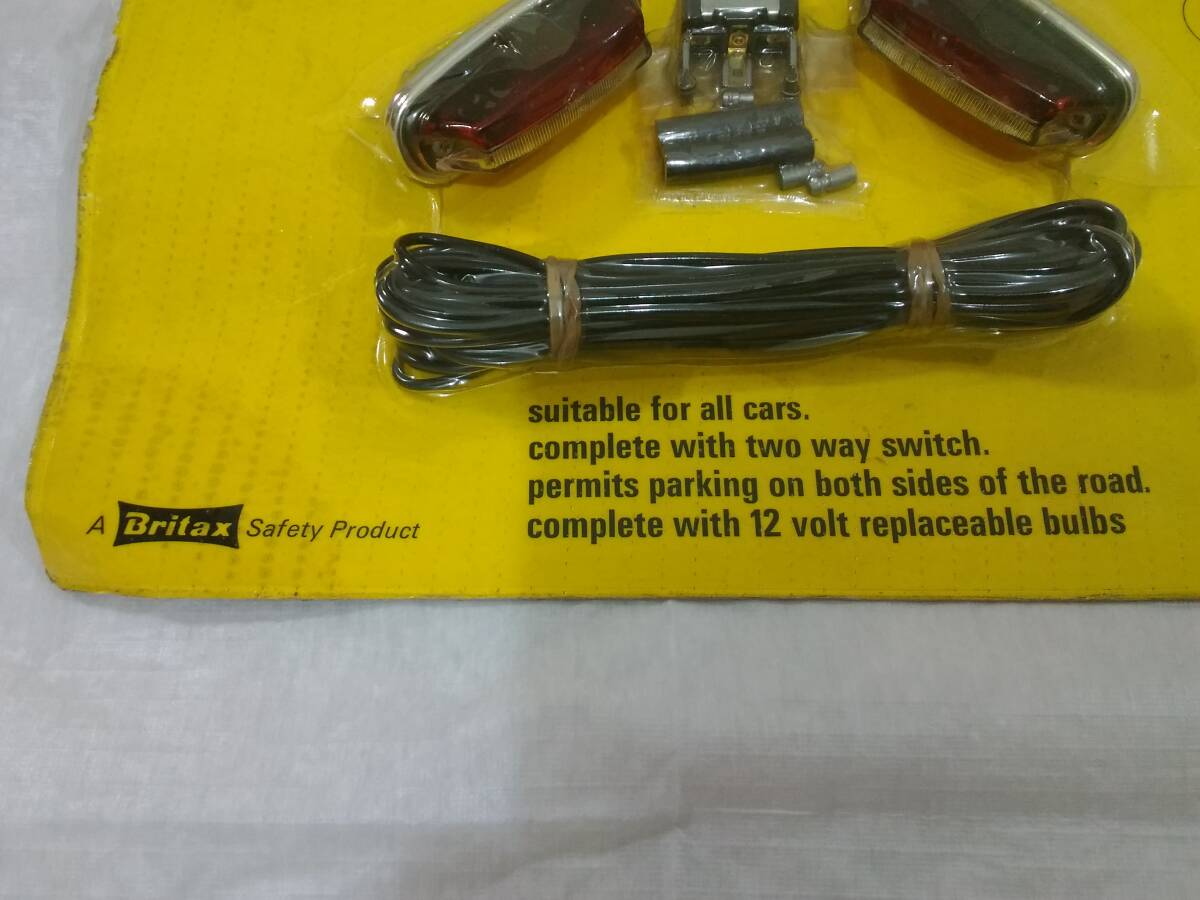 suitable for all cars.
complete with two way switch.
permits parking on both sides of the road.
complete with 12 volt replaceable bulbs
A Britax Safety Product